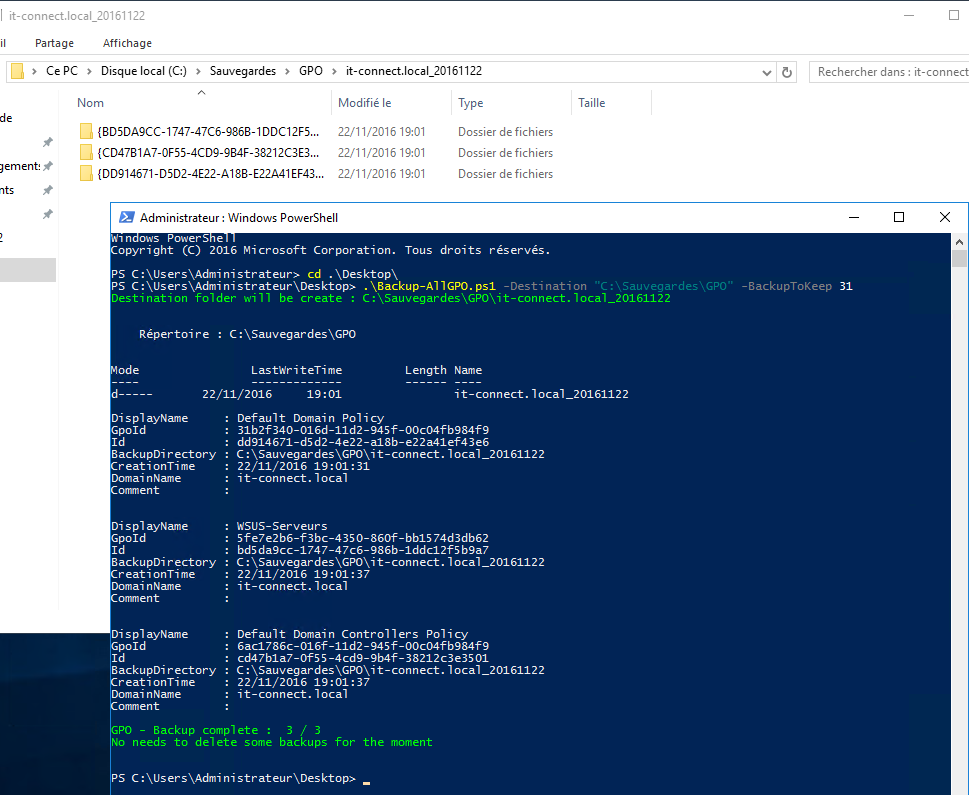 it-connect.local_20161122
il Partage Affichage
Ce PC > Disque local (C:) > Sauvegardes > GPO > it-connect.local_20161122
Rechercher dans : it-connect
Nom Modifié le Type Taille
de
{BD5DA9CC-1747-47C6-986B-1DDC12F5... 22/11/2016 19:01 Dossier de fichiers
{CD47B1A7-0F55-4CD9-9B4F-38212C3E3... 22/11/2016 19:01 Dossier de fichiers
gements
{DD914671-D5D2-4E22-A18B-E22A41EF43... 22/11/2016 19:01 Dossier de fichiers
nts
2
Administrateur : Windows PowerShell
Windows PowerShell
Copyright (C) 2016 Microsoft Corporation. Tous droits réservés.
PS C:\Users\Administrateur> cd .\Desktop\
PS C:\Users\Administrateur\Desktop> .\Backup-AllGPO.ps1 -Destination "C:\Sauvegardes\GPO" -BackupToKeep 31
Destination folder will be create : C:\Sauvegardes\GPO\it-connect.local_20161122
Répertoire : C:\Sauvegardes\GPO
Mode LastWriteTime Length Name
---- ------------- ------ ----
d----- 22/11/2016 19:01 it-connect.local_20161122
DisplayName : Default Domain Policy
GpoId : 31b2f340-016d-11d2-945f-00c04fb984f9
Id : dd914671-d5d2-4e22-a18b-e22a41ef43e6
BackupDirectory : C:\Sauvegardes\GPO\it-connect.local_20161122
CreationTime : 22/11/2016 19:01:31
DomainName : it-connect.local
Comment :
DisplayName : WSUS-Serveurs
GpoId : 5fe7e2b6-f3bc-4350-860f-bb1574d3db62
Id : bd5da9cc-1747-47c6-986b-1ddc12f5b9a7
BackupDirectory : C:\Sauvegardes\GPO\it-connect.local_20161122
CreationTime : 22/11/2016 19:01:37
DomainName : it-connect.local
Comment :
DisplayName : Default Domain Controllers Policy
GpoId : 6ac1786c-016f-11d2-945f-00c04fb984f9
Id : cd47b1a7-0f55-4cd9-9b4f-38212c3e3501
BackupDirectory : C:\Sauvegardes\GPO\it-connect.local_20161122
CreationTime : 22/11/2016 19:01:37
DomainName : it-connect.local
Comment :
GPO - Backup complete : 3 / 3
No needs to delete some backups for the moment
PS C:\Users\Administrateur\Desktop> _